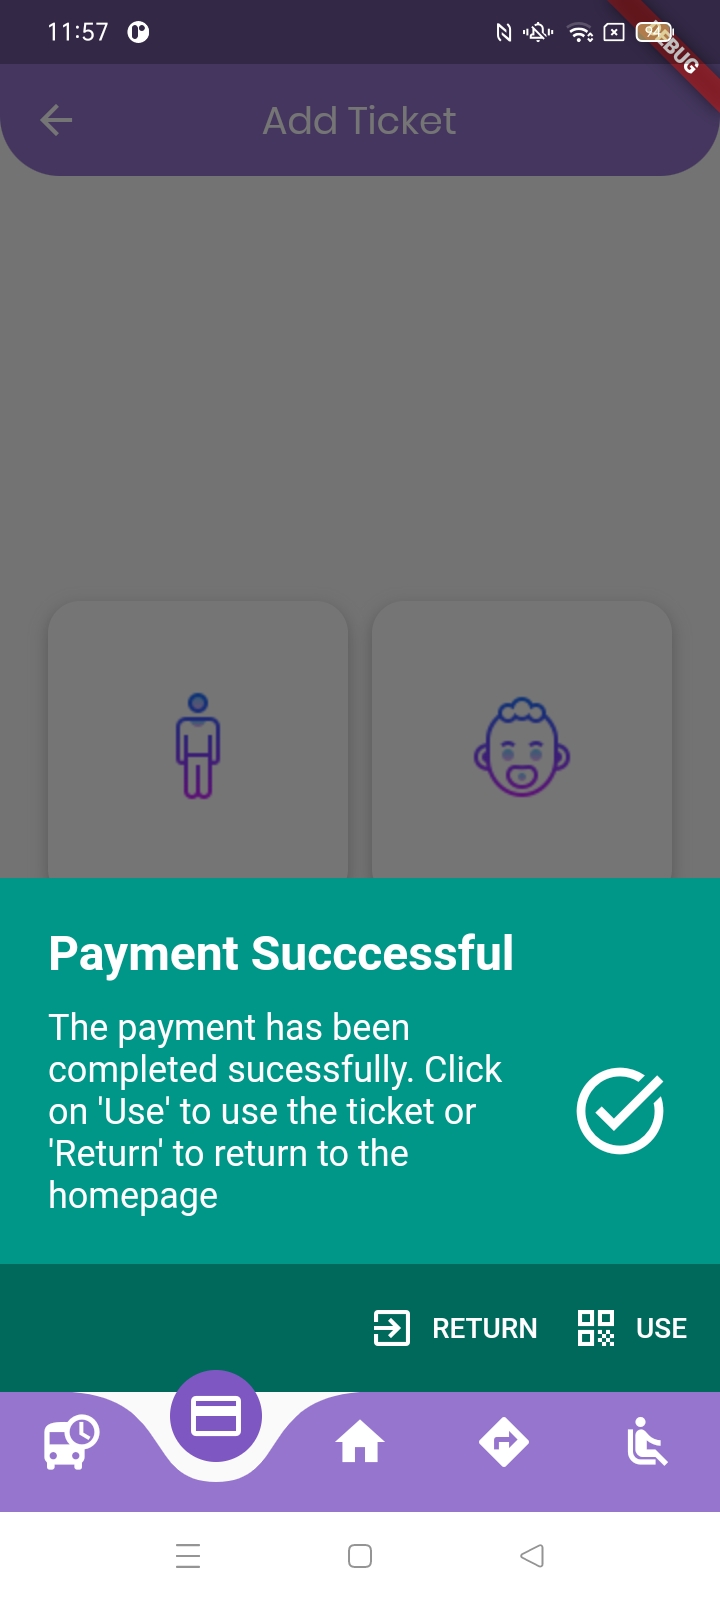 11:57
94
DEBUG
Add Ticket
Payment Succcessful
The payment has been
completed sucessfully. Click
on 'Use' to use the ticket or
'Return' to return to the
homepage
RETURN
USE